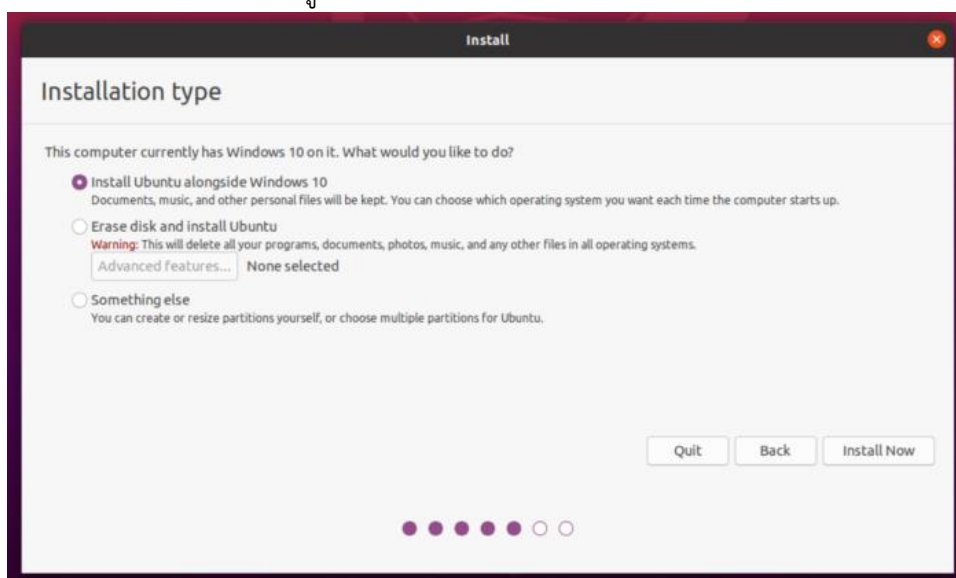 Install
Installation type
This computer currently has Windows 10 on it. What would you like to do?
Install Ubuntu alongside Windows 10
Documents, music, and other personal files will be kept. You can choose which operating system you want each time the computer starts up.
Erase disk and install Ubuntu
Warning: This will delete all your programs, documents, photos, music, and any other files in all operating systems.
Advanced features... None selected
Something else
You can create or resize partitions yourself, or choose multiple partitions for Ubuntu.
Quit Back Install Now